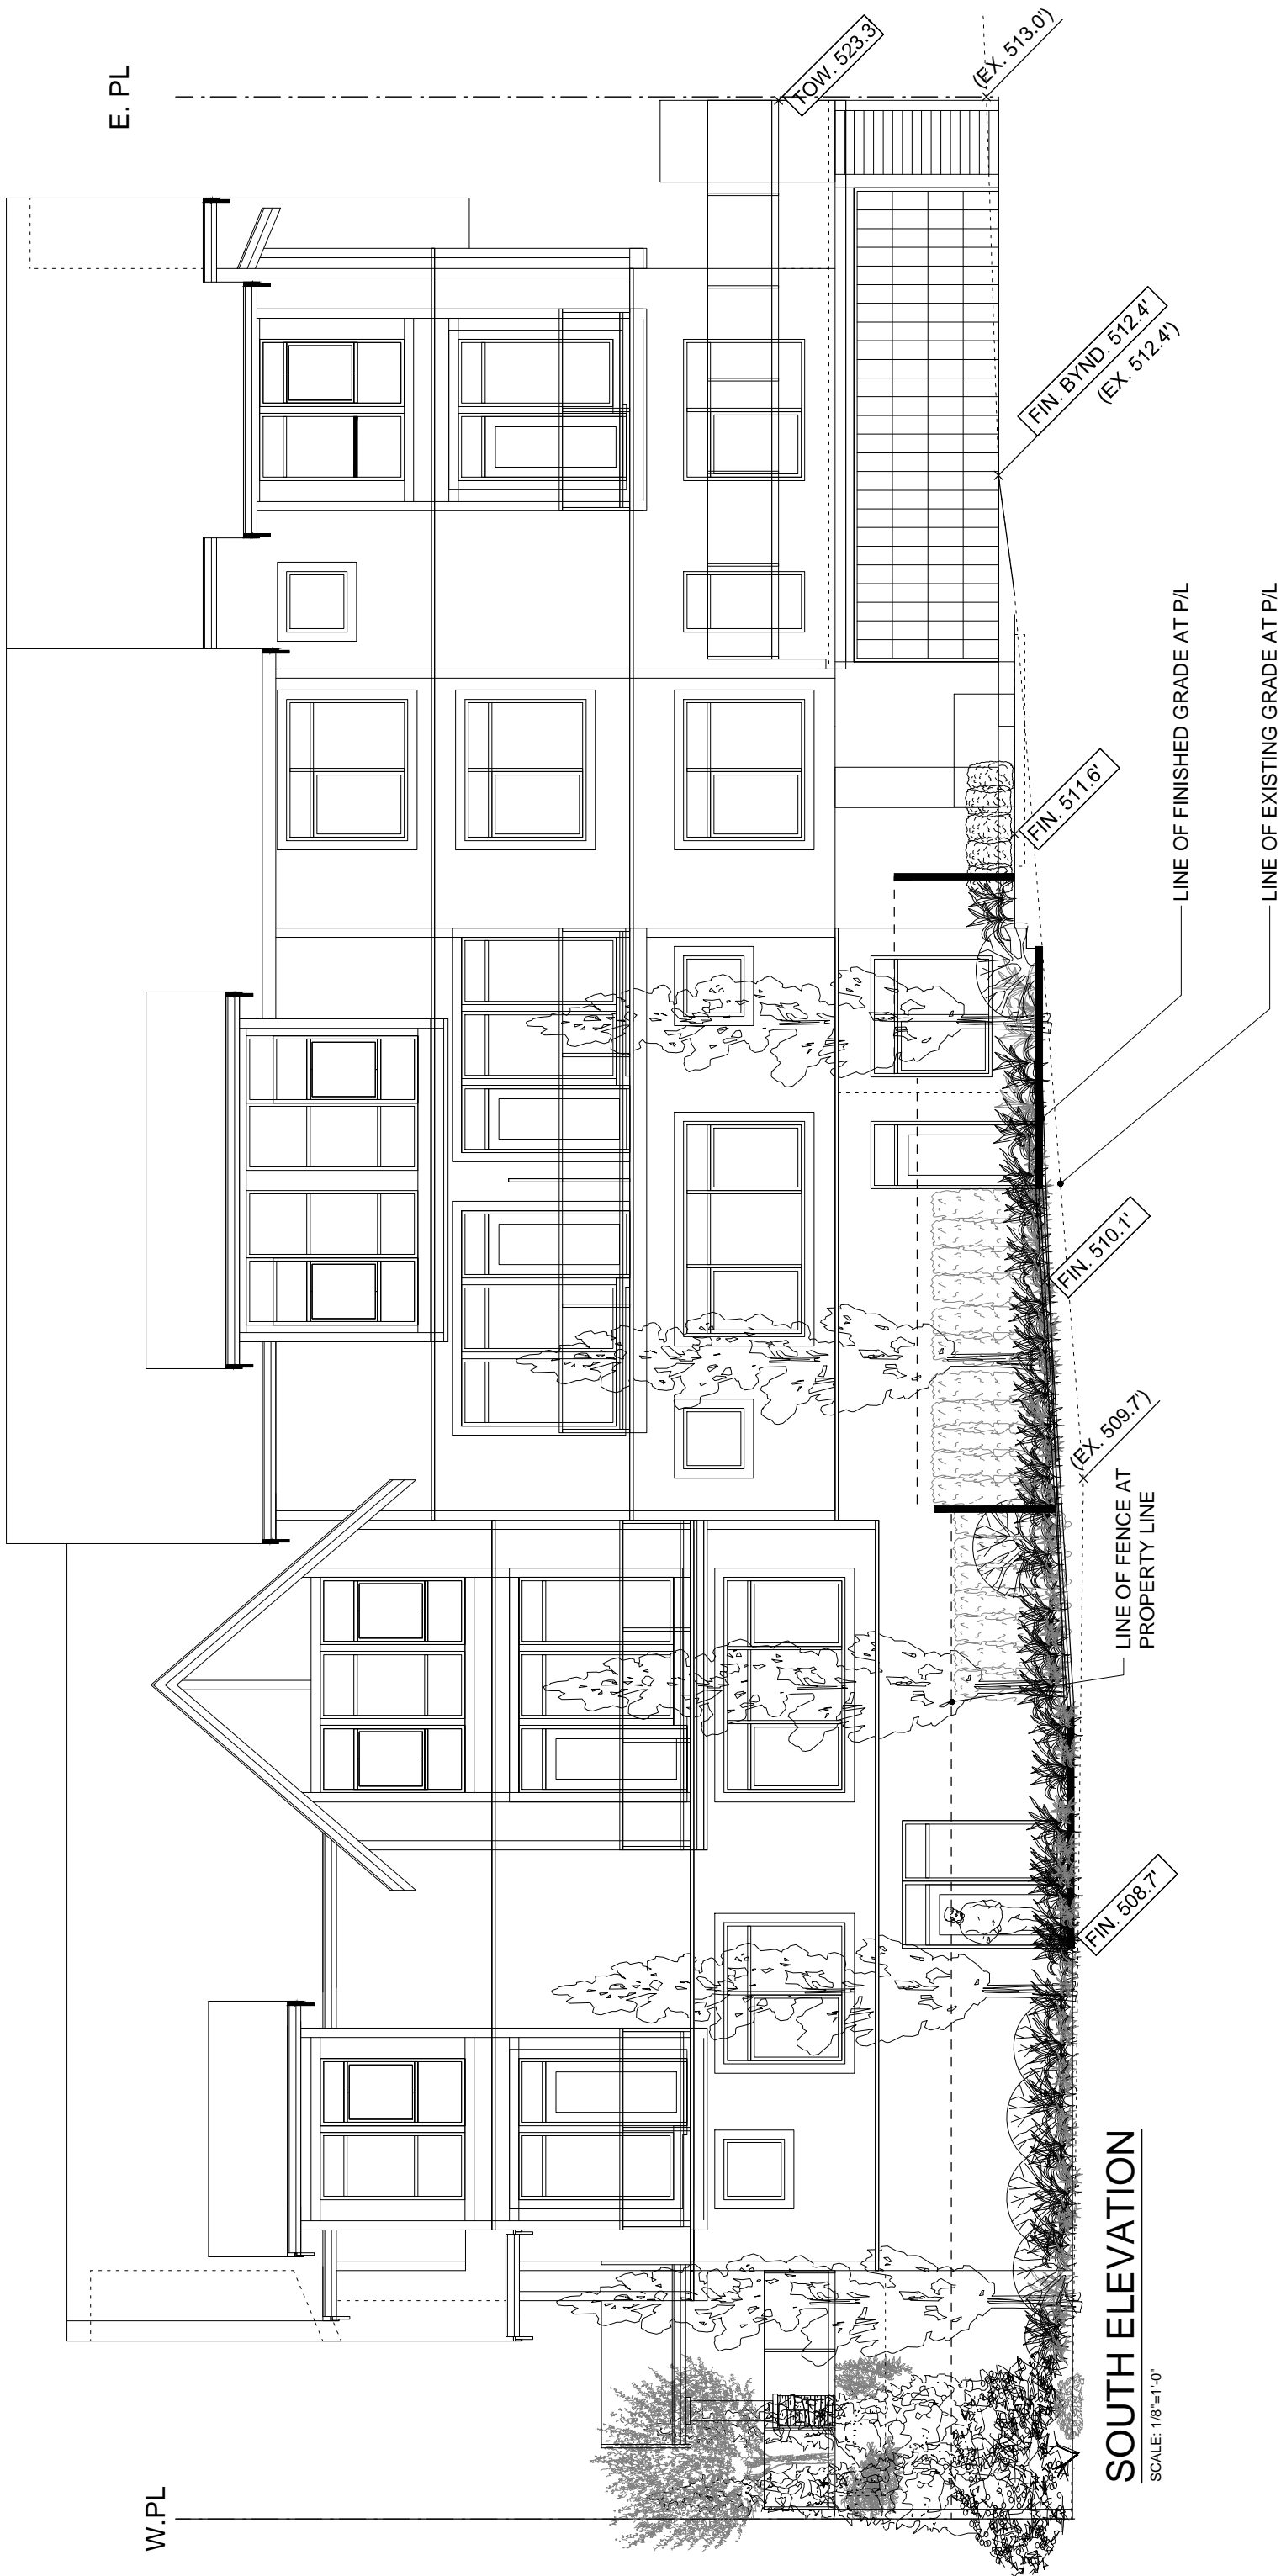 W.PL
E. PL
TOW. 523.3
(EX. 513.0')
FIN. BYND. 512.4'
(EX. 512.4')
FIN. 511.6'
LINE OF FINISHED GRADE AT P/L
LINE OF EXISTING GRADE AT P/L
FIN. 510.1'
(EX. 509.7')
LINE OF FENCE AT
PROPERTY LINE
FIN. 508.7'
SOUTH ELEVATION
SCALE: 1/8"=1'-0"